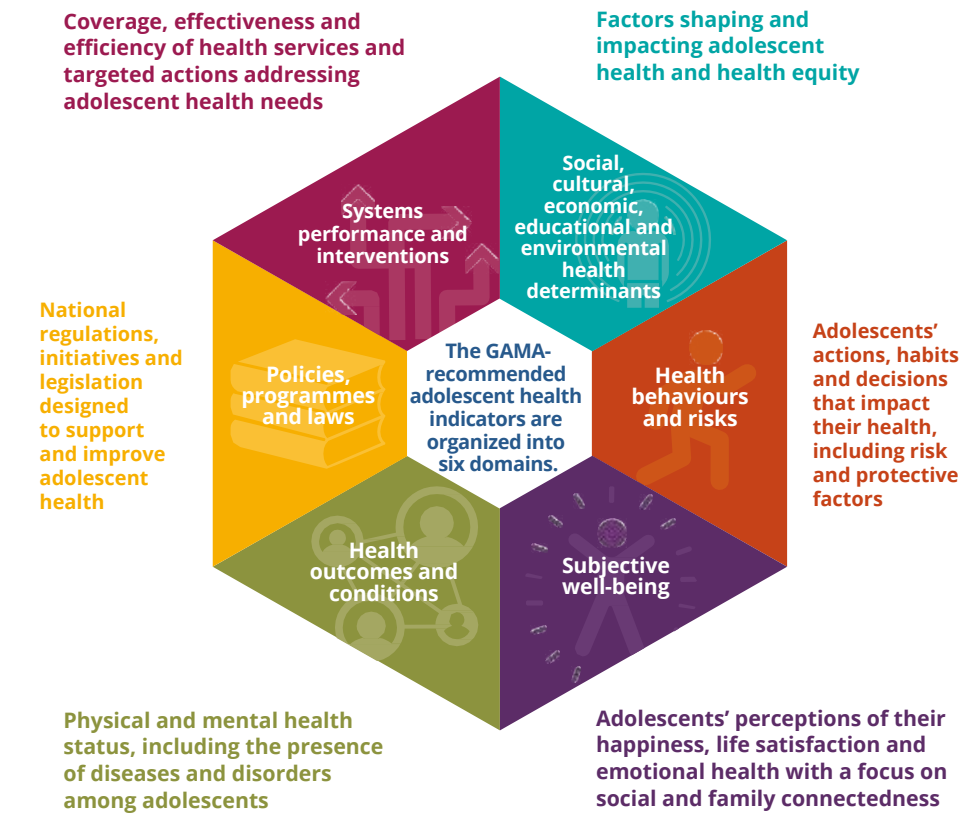 Coverage, effectiveness and
efficiency of health services and
targeted actions addressing
adolescent health needs
Factors shaping and
impacting adolescent
health and health equity
Systems
performance and
interventions
Social,
cultural,
economic,
educational and
environmental
health
determinants
National
regulations,
initiatives and
legislation
designed
to support
and improve
adolescent
health
Policies,
programmes
and laws
The GAMA-
recommended
adolescent health
indicators are
organized into
six domains.
Health
behaviours
and risks
Adolescents’
actions, habits
and decisions
that impact
their health,
including risk
and protective
factors
Health
outcomes and
conditions
Subjective
well-being
Physical and mental health
status, including the presence
of diseases and disorders
among adolescents
Adolescents’ perceptions of their
happiness, life satisfaction and
emotional health with a focus on
social and family connectedness